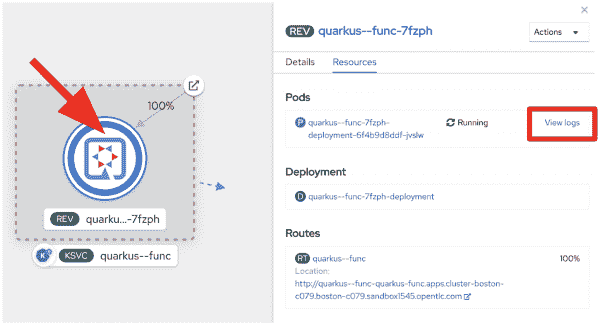 100%
REV quarku...-7fzph
K KSVC quarkus--func
REV quarkus--func-7fzph
Actions
Details Resources
Pods
P quarkus--func-7fzph-
deployment-6f4b9d8ddf-jvslw
Running
View logs
Deployment
D quarkus--func-7fzph-deployment
Routes
RT quarkus--func 100%
Location:
http://quarkus--func-quarkus-func.apps.cluster-boston-
c079.boston-c079.sandbox1545.opentlc.com